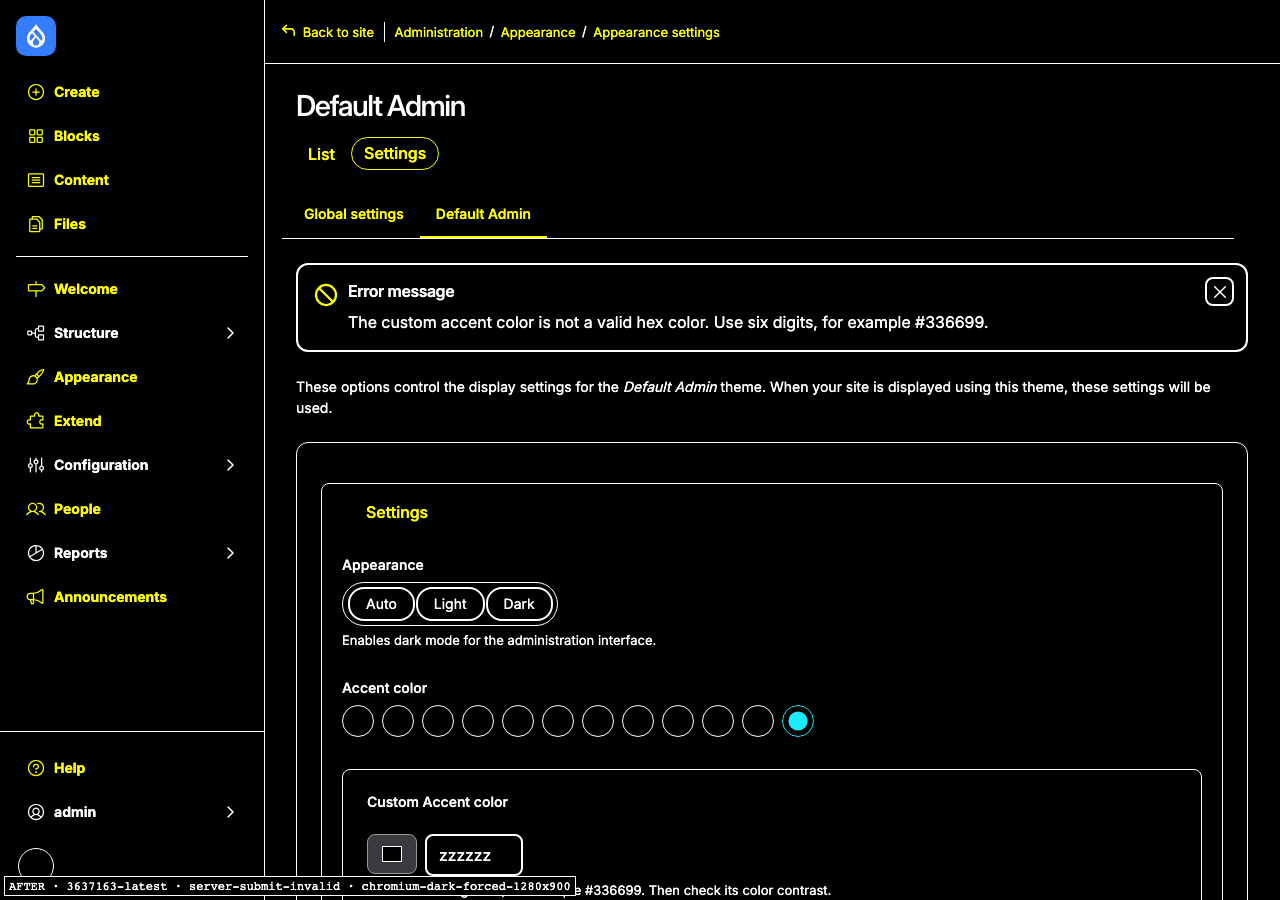 Back to site
Administration / Appearance / Appearance settings
Create
Blocks
Content
Files
Welcome
Structure
Appearance
Extend
Configuration
People
Reports
Announcements
Help
admin
Default Admin
List
Settings
Global settings
Default Admin
Error message
The custom accent color is not a valid hex color. Use six digits, for example #336699.
These options control the display settings for the Default Admin theme. When your site is displayed using this theme, these settings will be
used.
Settings
Appearance
Auto
Light
Dark
Enables dark mode for the administration interface.
Accent color
Custom Accent color
zzzzzz
#336699. Then check its color contrast.
AFTER · 3637163-latest · server-submit-invalid · chromium-dark-forced-1280x900